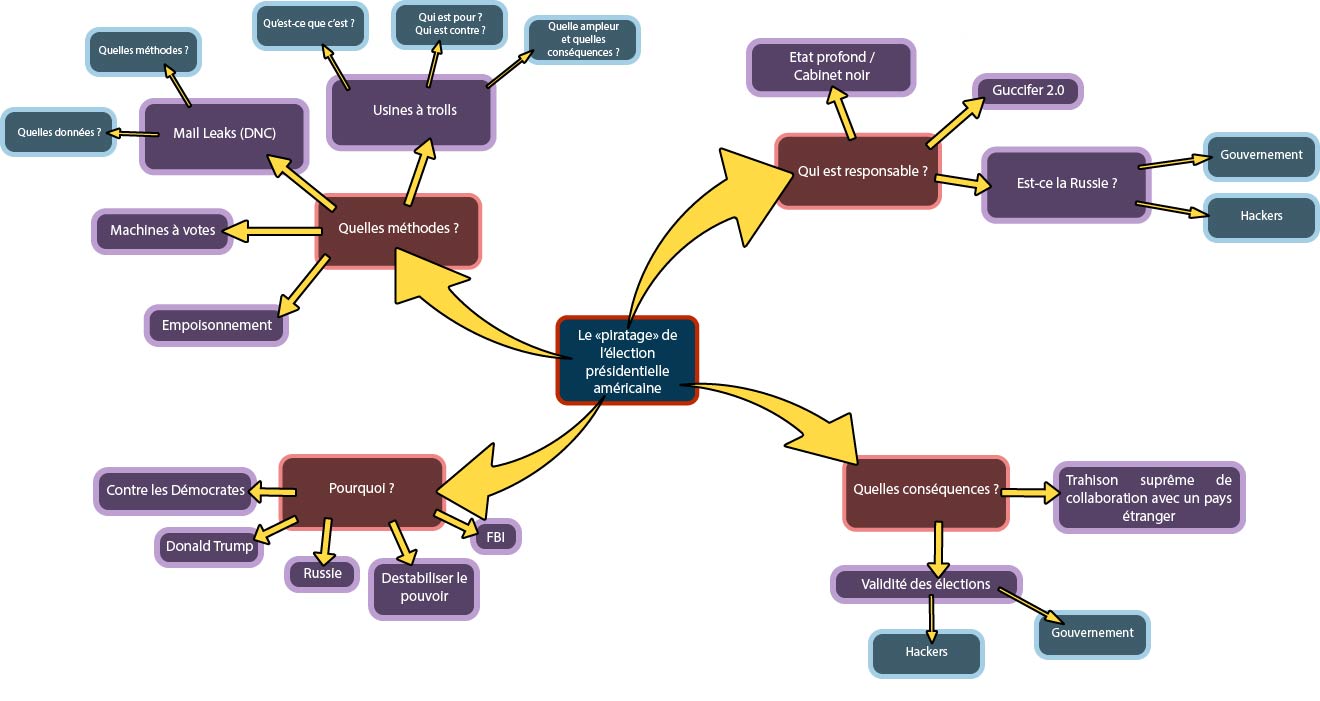 Qu'est-ce que c'est ?
Qui est pour ?
Qui est contre ?
Quelle ampleur
et quelles
conséquences ?
Quelles méthodes ?
Quelles données ?
Mail Leaks (DNC)
Usines à trolls
Machines à votes
Quelles méthodes ?
Empoisonnement
Etat profond /
Cabinet noir
Guccifer 2.0
Qui est responsable ?
Est-ce la Russie ?
Gouvernement
Hackers
Le «piratage» de
l'élection
présidentielle
américaine
Contre les Démocrates
Pourquoi ?
Donald Trump
Russie
Destabiliser le
pouvoir
FBI
Quelles conséquences ?
Trahison suprême de
collaboration avec un pays
étranger
Validité des élections
Hackers
Gouvernement